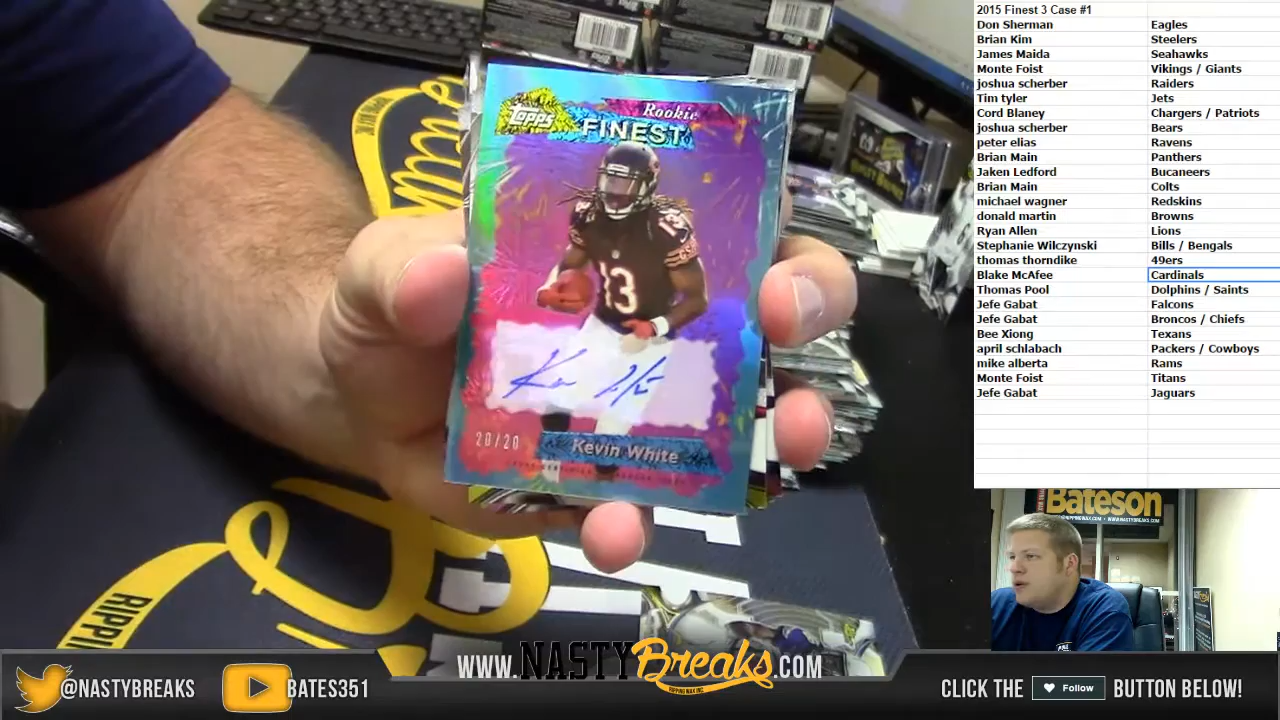 2015 Finest 3 Case #1
Don Sherman Eagles
Brian Kim Steelers
James Maida Seahawks
Monte Foist Vikings / Giants
joshua scherber Raiders
Tim tyler Jets
Cord Blaney Chargers / Patriots
joshua scherber Bears
peter elias Ravens
Brian Main Panthers
Jaken Ledford Bucaneers
Brian Main Colts
michael wagner Redskins
donald martin Browns
Ryan Allen Lions
Stephanie Wilczynski Bills / Bengals
thomas thorndike 49ers
Blake McAfee Cardinals
Thomas Pool Dolphins / Saints
Jefe Gabat Falcons
Jefe Gabat Broncos / Chiefs
Bee Xiong Texans
april schlabach Packers / Cowboys
mike alberta Rams
Monte Foist Titans
Jefe Gabat Jaguars
Topps
Rookie
FINEST
13
13
20/20
Kevin White
RIPPI
Bateson
@NASTYBREAKS
BATES351
WWW.NASTYBreaks.COM
RIPPING WAX INC.
CLICK THE Follow BUTTON BELOW!